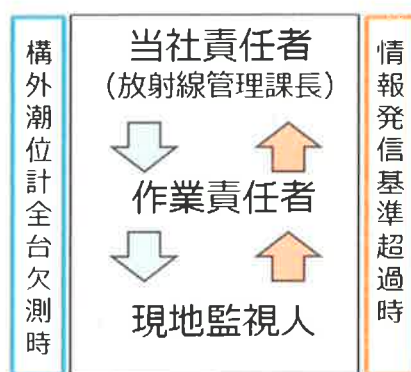 構外潮位計全台欠測時
当社責任者
(放射線管理課長)
作業責任者
現地監視人
情報発信基準超過時